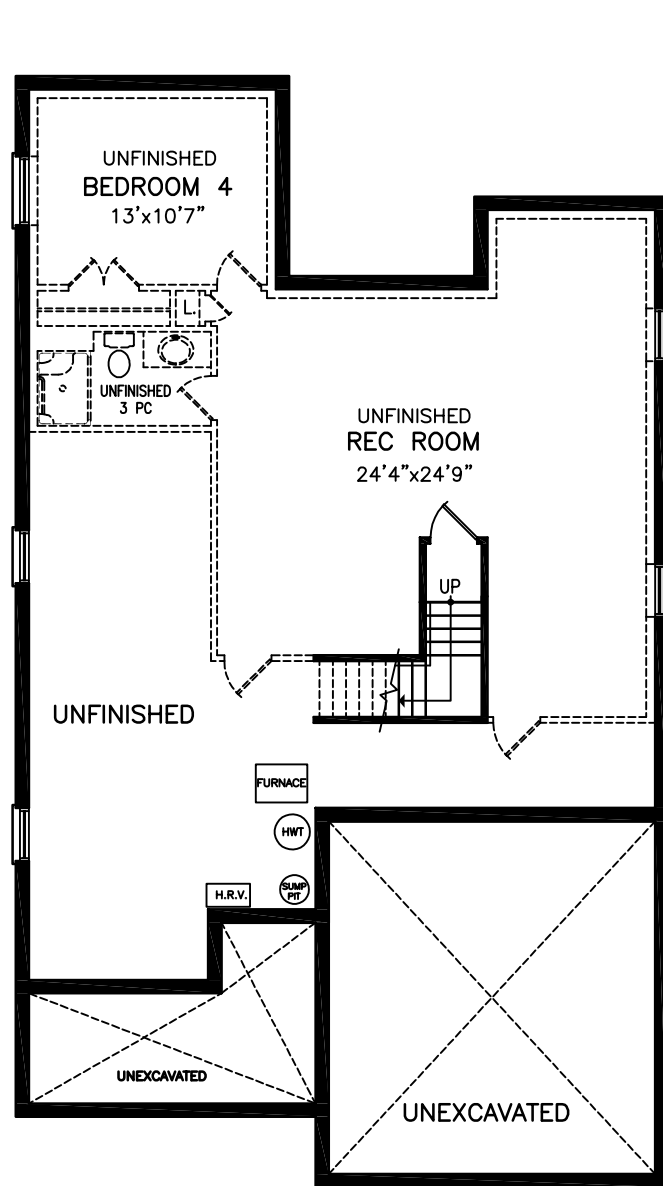 UNFINISHED
BEDROOM 4
13'x10'7"
L.
UNFINISHED
3 PC
UNFINISHED
REC ROOM
24'4"x24'9"
UP
UNFINISHED
FURNACE
HWT
H.R.V.
SUMP
PIT
UNEXCAVATED
UNEXCAVATED